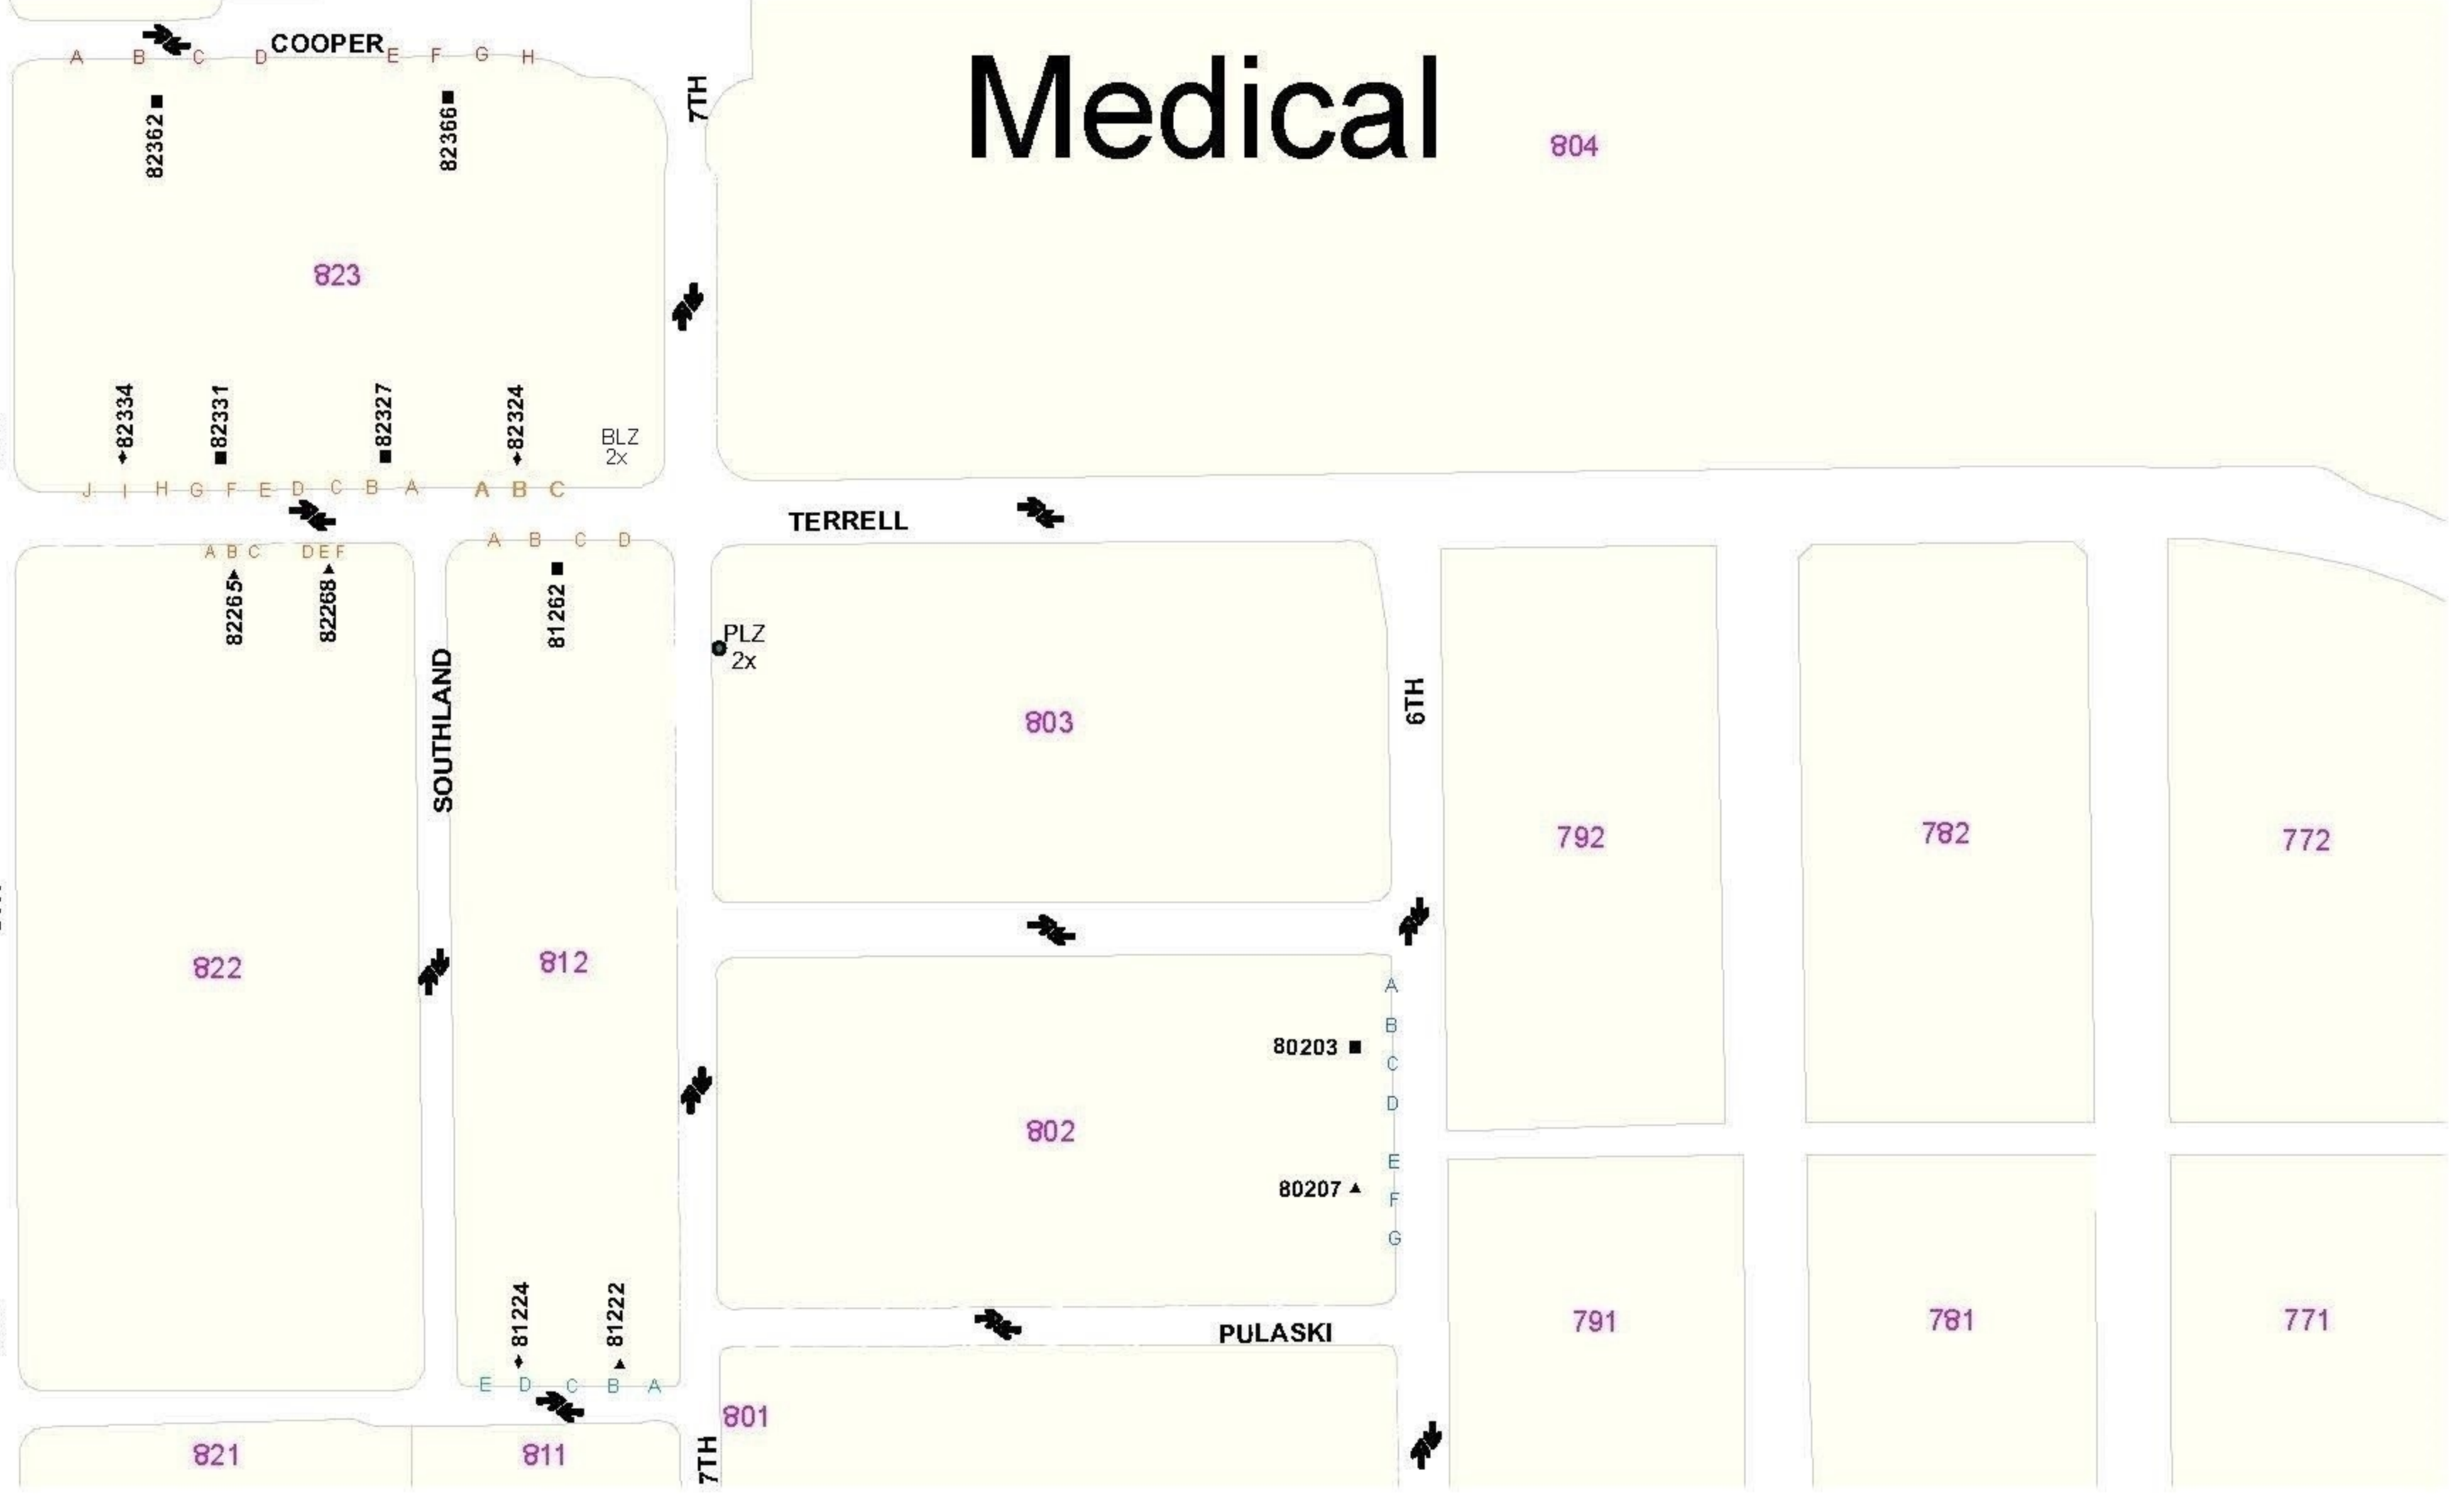 COOPER
A B C D E F G H
7TH
Medical
804
82362
82366
823
82334
82331
82327
82324
BLZ
2x
J I H G F E D C B A A B C
TERRELL
A B C D E F
A B C D
82265
82268
81262
SOUTHLAND
PLZ
2x
803
6TH
792
782
772
822
812
A
B
80203
C
D
802
E
80207
F
G
81224
81222
791
781
771
PULASKI
E D C B A
801
821
811
7TH